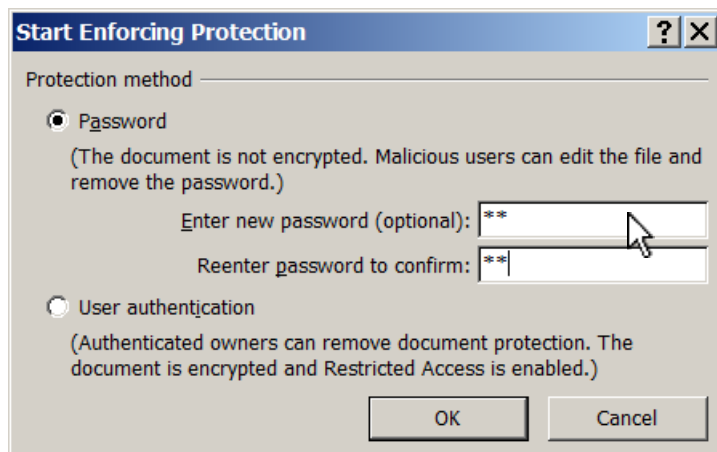 Start Enforcing Protection
Protection method
Password
(The document is not encrypted. Malicious users can edit the file and
remove the password.)
Enter new password (optional): **
Reenter password to confirm: **
User authentication
(Authenticated owners can remove document protection. The
document is encrypted and Restricted Access is enabled.)
OK Cancel